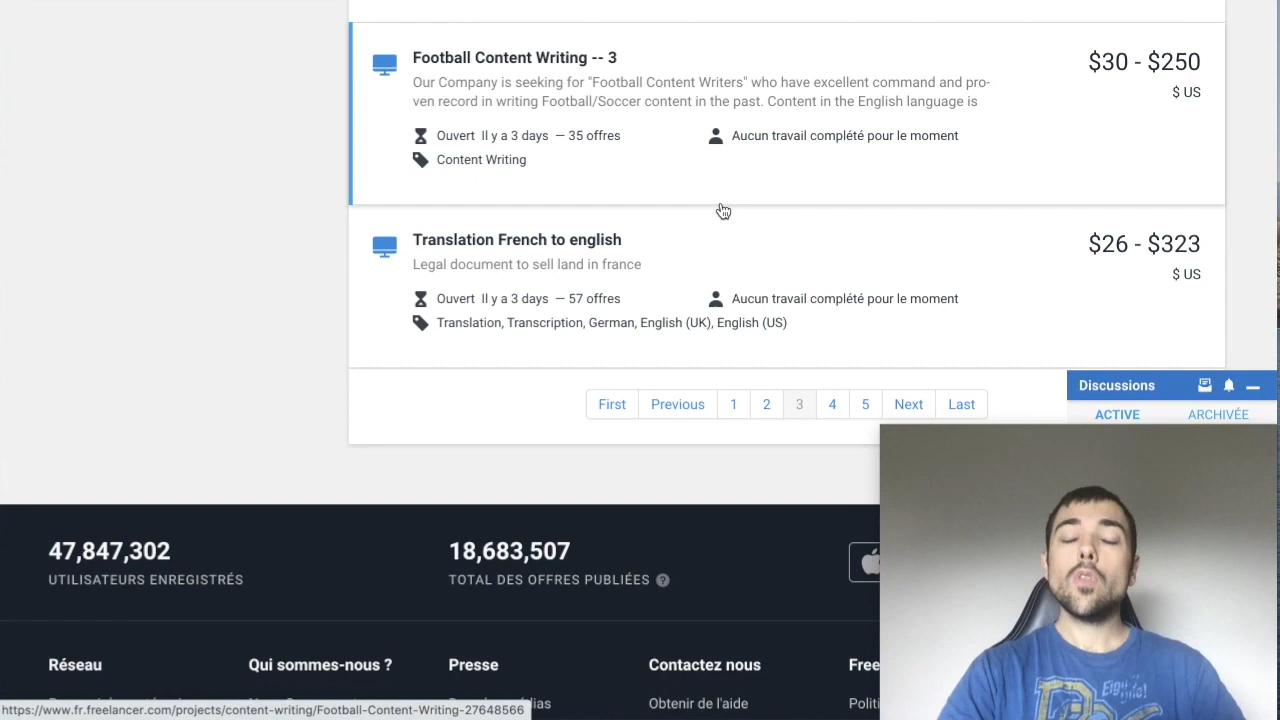 Football Content Writing -- 3
$30 - $250
Our Company is seeking for "Football Content Writers" who have excellent command and pro-
$ US
ven record in writing Football/Soccer content in the past. Content in the English language is
Ouvert Il y a 3 days — 35 offres
Aucun travail complété pour le moment
Content Writing
Translation French to english
$26 - $323
Legal document to sell land in france
$ US
Ouvert Il y a 3 days — 57 offres
Aucun travail complété pour le moment
Translation, Transcription, German, English (UK), English (US)
First Previous 1 2 3 4 5 Next Last
Discussions
ACTIVE ARCHIVÉE
47,847,302
18,683,507
UTILISATEURS ENREGISTRÉS
TOTAL DES OFFRES PUBLIÉES ?
Réseau
Qui sommes-nous ?
Presse
Contactez nous
Free
Obtenir de l'aide
Politi
https://www.fr.freelancer.com/projects/content-writing/Football-Content-Writing-27648566